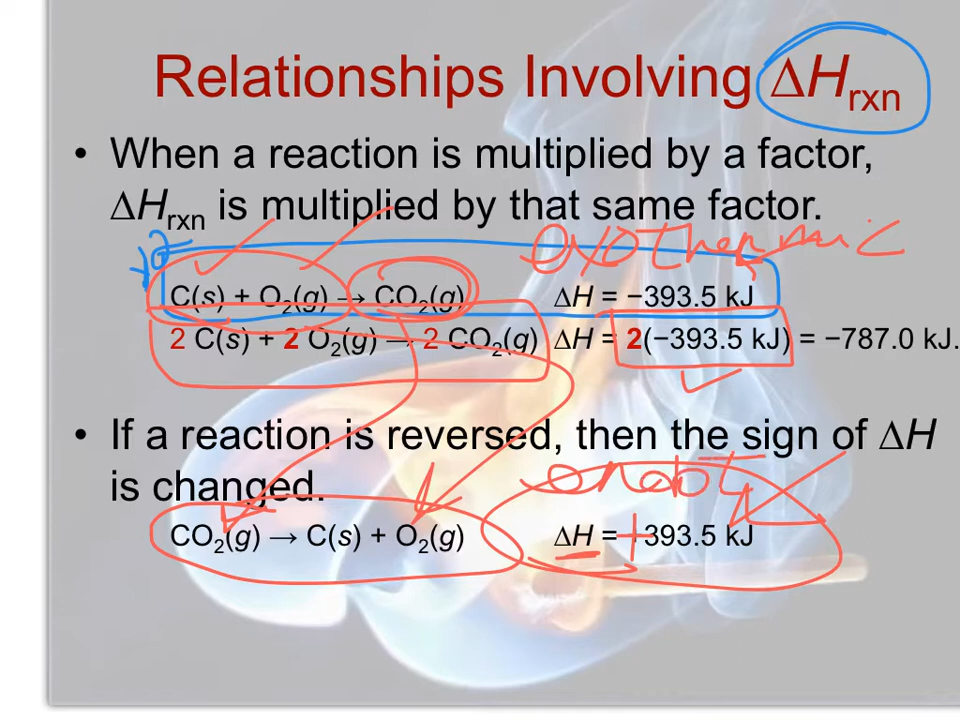 Relationships Involving ΔHrxn
• When a reaction is multiplied by a factor,
ΔHrxn is multiplied by that same factor.
exothermic
C(s) + O2(g) → CO2(g) ΔH = −393.5 kJ
2 C(s) + 2 O2(g) → 2 CO2(g) ΔH = 2(−393.5 kJ) = −787.0 kJ.
• If a reaction is reversed, then the sign of ΔH
is changed.
CO2(g) → C(s) + O2(g) ΔH = +393.5 kJ